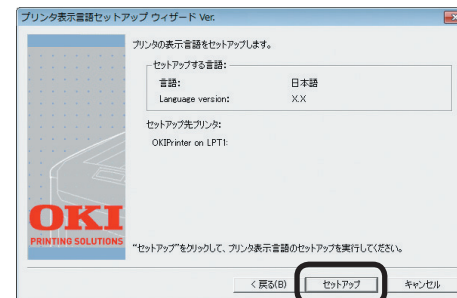 プリンタ表示言語セットアップ ウィザード Ver.
プリンタの表示言語をセットアップします。
セットアップする言語:
言語: 日本語
Language version: X.X
セットアップ先プリンタ:
OKIPrinter on LPT1:
OKI
PRINTING SOLUTIONS
"セットアップ"をクリックして、プリンタ表示言語のセットアップを実行してください。
< 戻る(B) セットアップ キャンセル